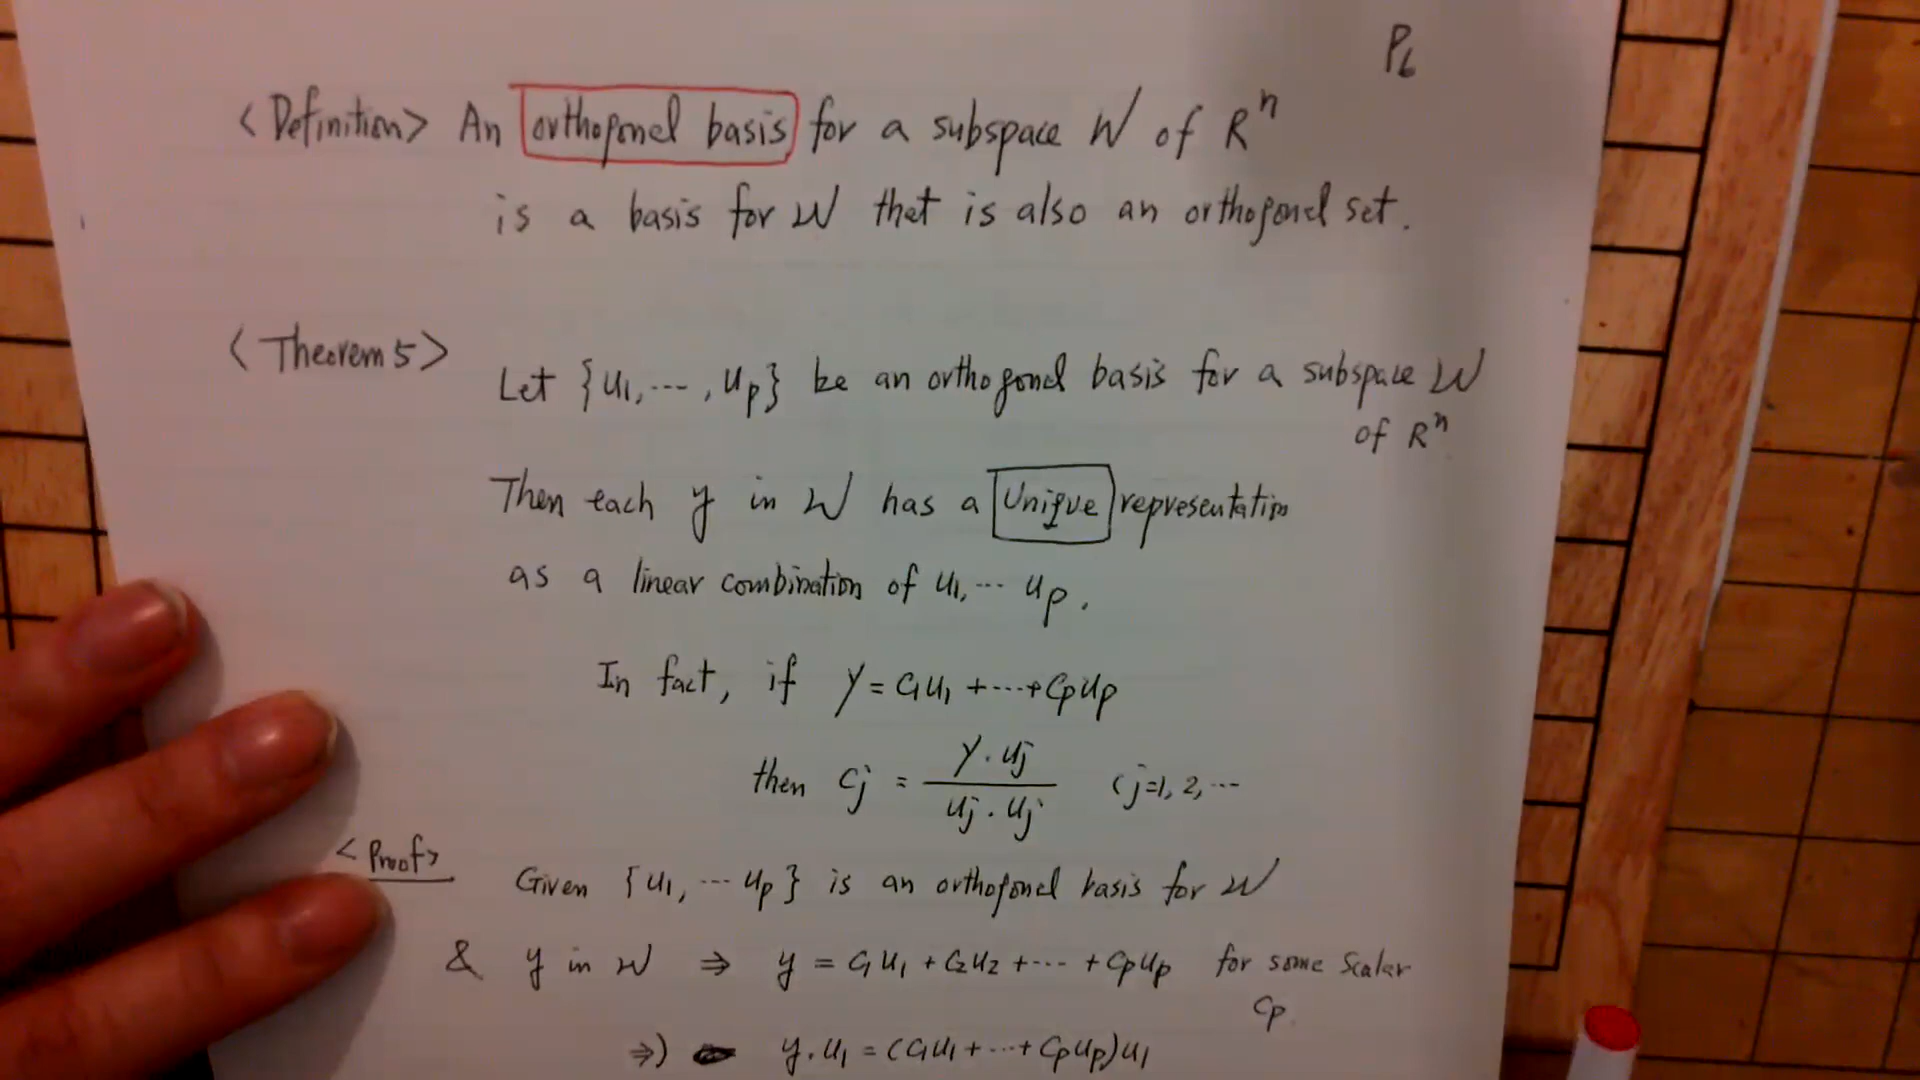 P6
<Definition> An orthogonal basis for a subspace W of Rⁿ
is a basis for W that is also an orthogonal set.
<Theorem 5>
Let {u1, ---, up} be an orthogonal basis for a subspace W
of Rⁿ
Then each y in W has a Unique representation
as a linear combination of u1, --- up.
In fact, if y = c1u1 + ---- + cpup
then cj = y · uj / uj · uj (j=1, 2, ---
<Proof> Given {u1, --- up} is an orthogonal basis for W
& y in W ⇒ y = c1u1 + c2u2 + ---- + cpup for some scalar
cp.
⇒) y · u1 = (c1u1 + --- + cpup)u1